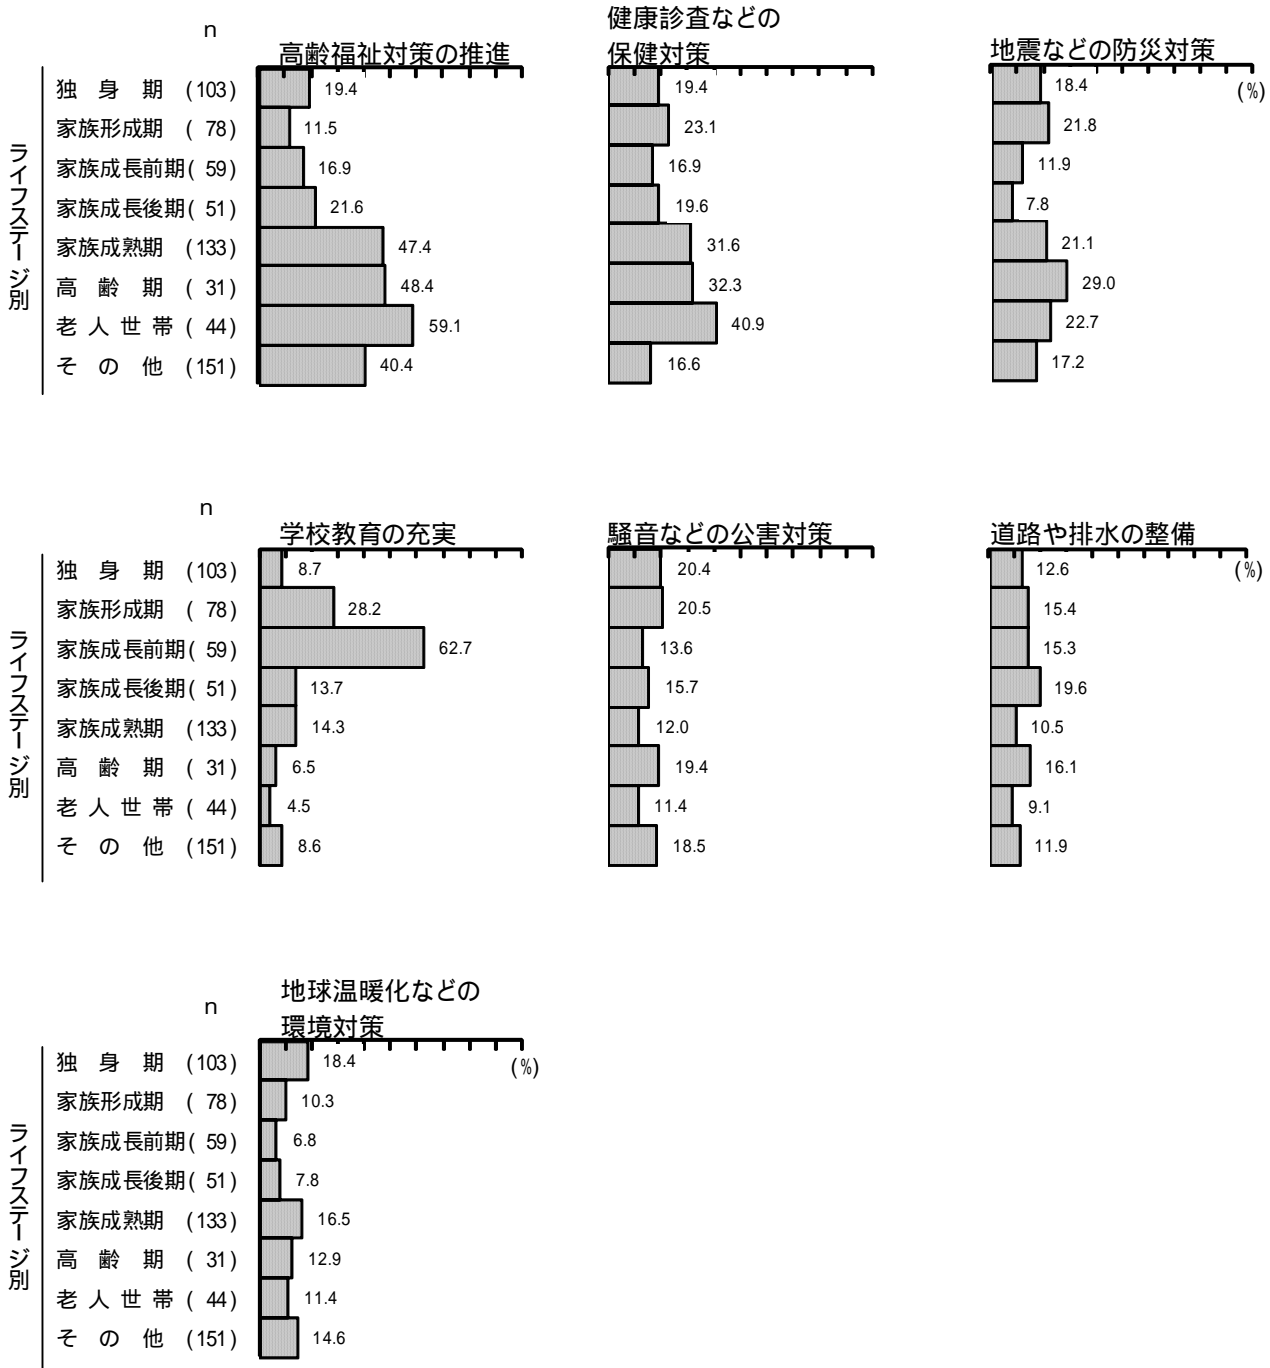 n
高齢福祉対策の推進
健康診査などの
保健対策
地震などの防災対策
(%)
ライフステージ別
独身期 (103) 19.4 19.4 18.4
家族形成期 ( 78) 11.5 23.1 21.8
家族成長前期( 59) 16.9 16.9 11.9
家族成長後期( 51) 21.6 19.6 7.8
家族成熟期 (133) 47.4 31.6 21.1
高齢期 ( 31) 48.4 32.3 29.0
老人世帯 ( 44) 59.1 40.9 22.7
その他 (151) 40.4 16.6 17.2
n
学校教育の充実
騒音などの公害対策
道路や排水の整備
(%)
ライフステージ別
独身期 (103) 8.7 20.4 12.6
家族形成期 ( 78) 28.2 20.5 15.4
家族成長前期( 59) 62.7 13.6 15.3
家族成長後期( 51) 13.7 15.7 19.6
家族成熟期 (133) 14.3 12.0 10.5
高齢期 ( 31) 6.5 19.4 16.1
老人世帯 ( 44) 4.5 11.4 9.1
その他 (151) 8.6 18.5 11.9
n
地球温暖化などの
環境対策
(%)
ライフステージ別
独身期 (103) 18.4
家族形成期 ( 78) 10.3
家族成長前期( 59) 6.8
家族成長後期( 51) 7.8
家族成熟期 (133) 16.5
高齢期 ( 31) 12.9
老人世帯 ( 44) 11.4
その他 (151) 14.6